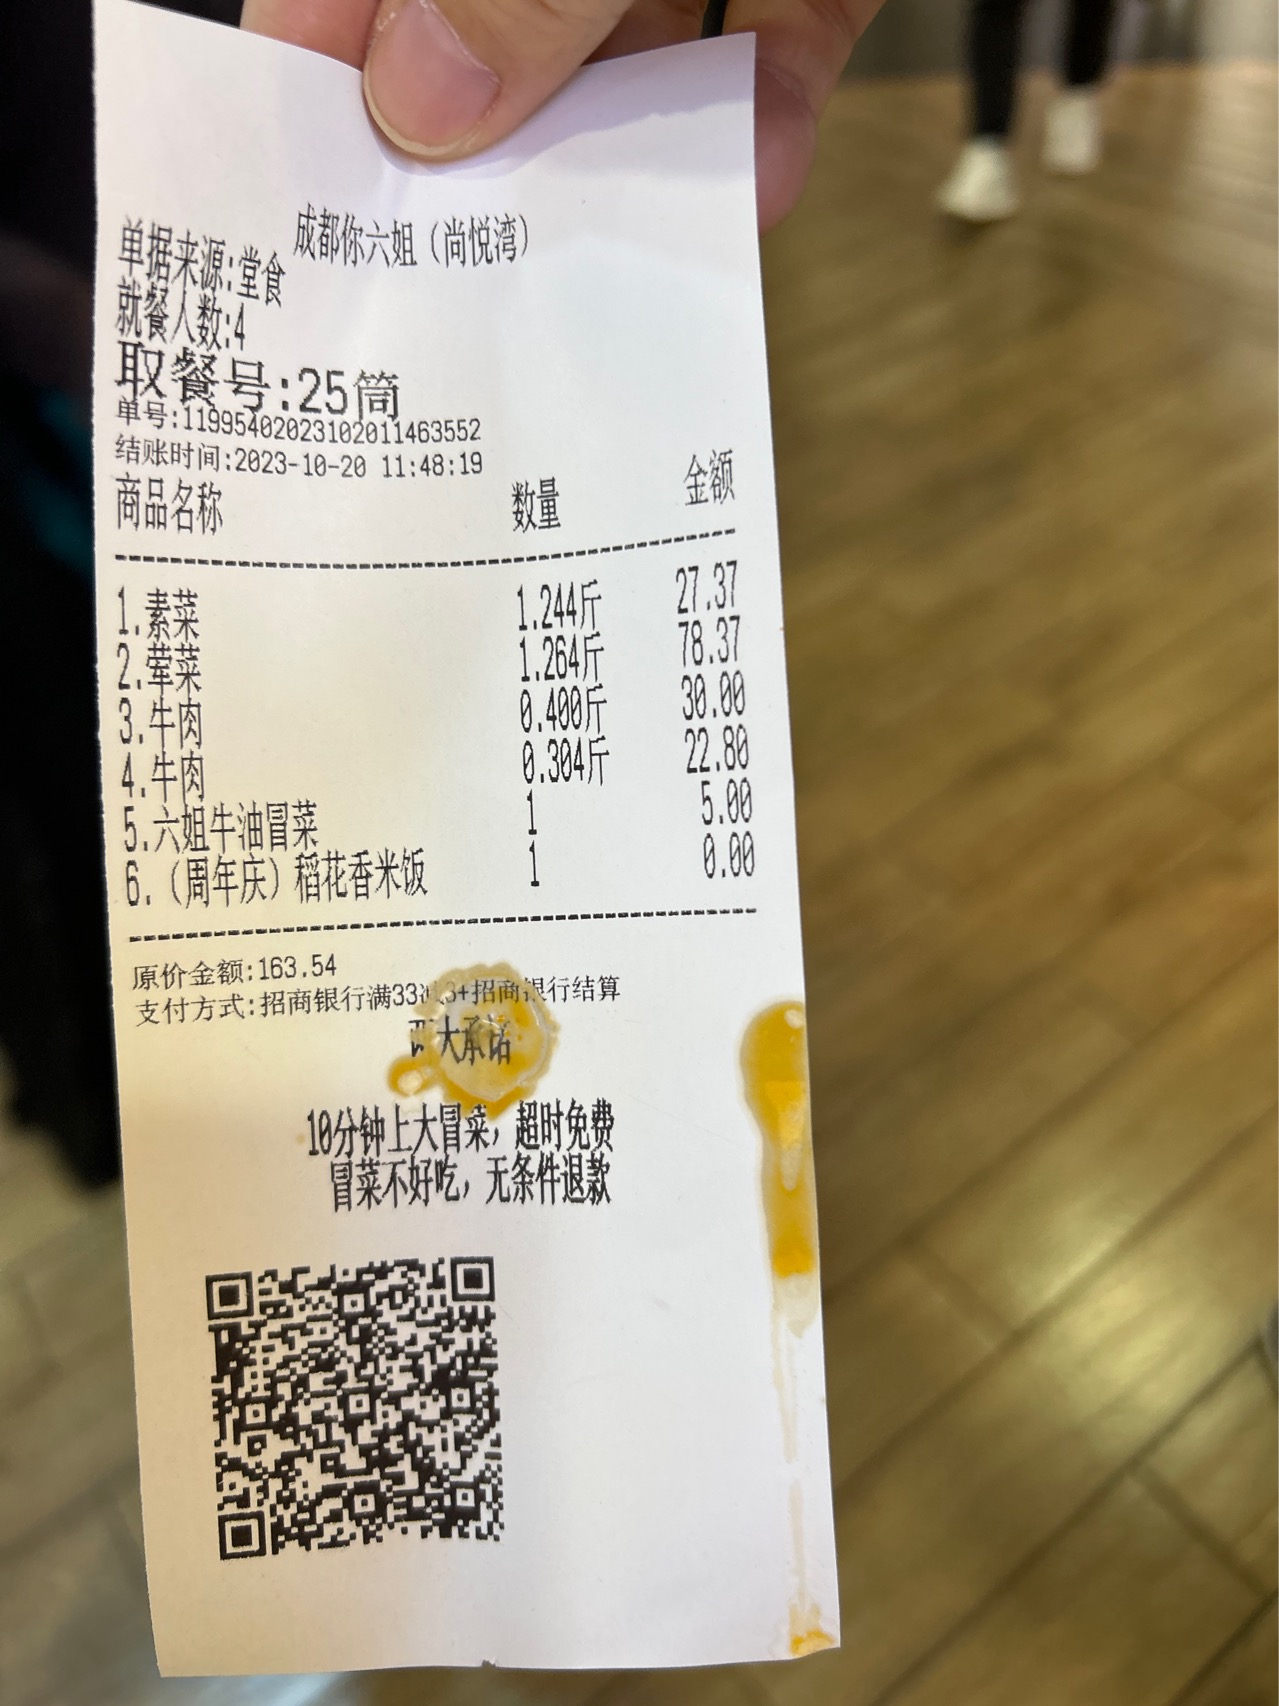 成都你六姐（尚悦湾）
单据来源:堂食
就餐人数:4
取餐号:25筒
单号:11995402023102011463552
结账时间:2023-10-20 11:48:19
商品名称 数量 金额
1.素菜 1.244斤 27.37
2.荤菜 1.264斤 78.37
3.牛肉 0.400斤 30.00
4.牛肉 0.304斤 22.80
5.六姐牛油冒菜 1 5.00
6.（周年庆）稻花香米饭 1 0.00
原价金额:163.54
支付方式:招商银行满33减3+招商银行结算
大承诺
10分钟上大冒菜，超时免费
冒菜不好吃，无条件退款